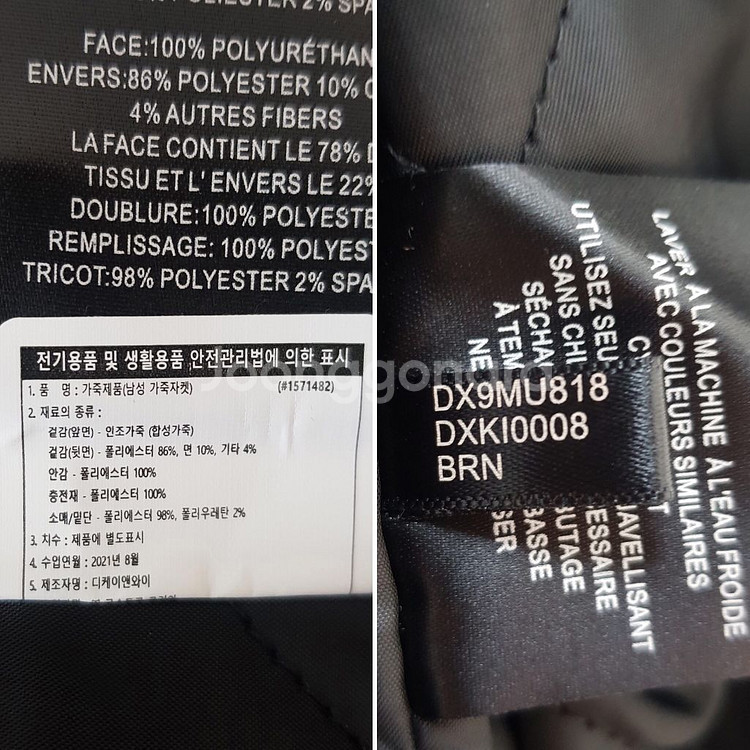 POLIESTER 2% SPA
FACE:100% POLYURÉTHAN
ENVERS:86% POLYESTER 10% C
4% AUTRES FIBERS
LA FACE CONTIENT LE 78% D
TISSU ET L' ENVERS LE 22%
DOUBLURE:100% POLYESTE
REMPLISSAGE: 100% POLYES
TRICOT:98% POLYESTER 2% SPA
전기용품 및 생활용품 안전관리법에 의한 표시
1. 품 명 : 가죽제품(남성 가죽자켓) (#1571482)
2. 재료의 종류 :
겉감(앞면) - 인조가죽 (합성가죽)
겉감(뒷면) - 폴리에스터 86%, 면 10%, 기타 4%
안감 - 폴리에스터 100%
충전재 - 폴리에스터 100%
소매/밑단 - 폴리에스터 98%, 폴리우레탄 2%
3. 치수 : 제품에 별도표시
4. 수입연월 : 2021년 8월
5. 제조자명 : 디케이앤와이
Joonggonara
LAVER À LA MACHINE À L'EAU FROIDE
AVEC COULEURS SIMILAIRES
UTILISEZ SEU
SANS CHL
SÉCHA
À TEM
NE
DX9MU818
DXKI0008
BRN
JAVELLISANT
ESSAIRE
BUTAGE
BASSE
SER